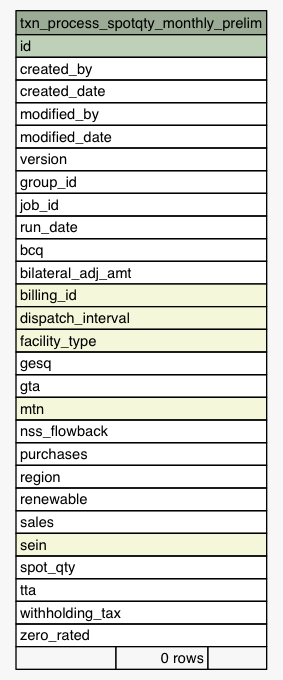 txn_process_spotqty_monthly_prelim
id
created_by
created_date
modified_by
modified_date
version
group_id
job_id
run_date
bcq
bilateral_adj_amt
billing_id
dispatch_interval
facility_type
gesq
gta
mtn
nss_flowback
purchases
region
renewable
sales
sein
spot_qty
tta
withholding_tax
zero_rated
0 rows